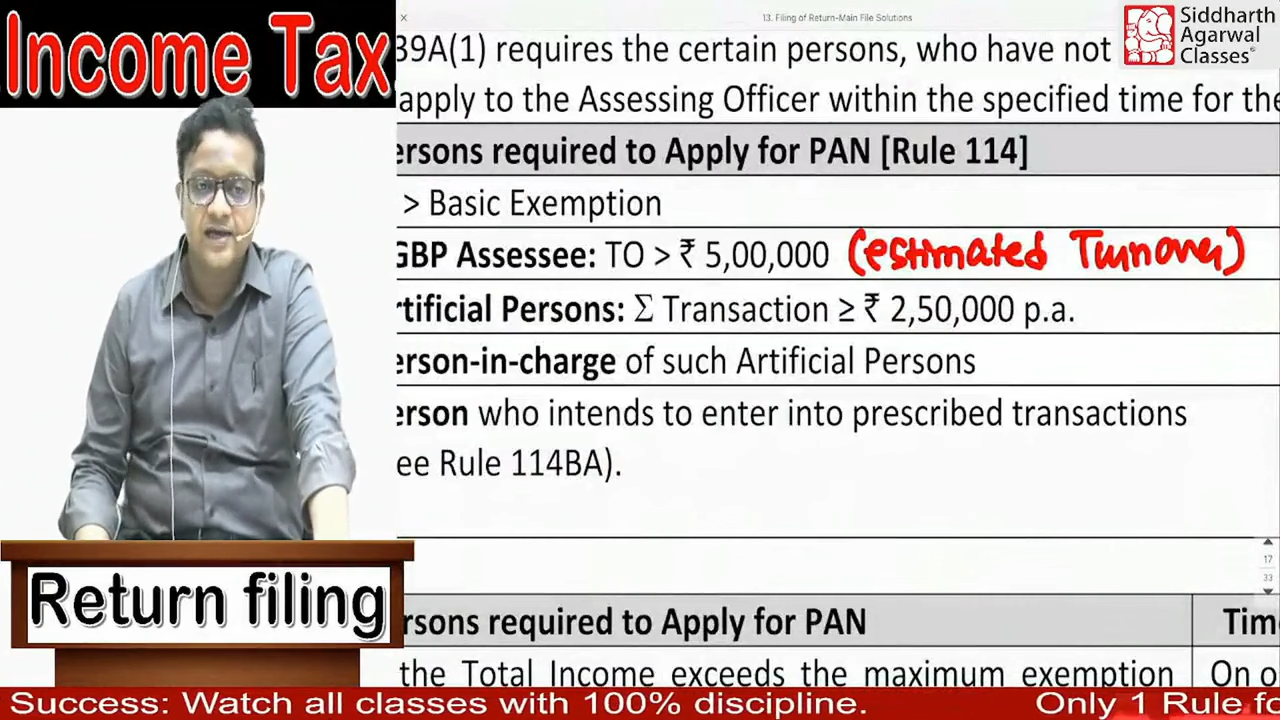 Income Tax
13. Filing of Return-Main File Solutions
Siddharth
Agarwal
Classes
39A(1) requires the certain persons, who have not
apply to the Assessing Officer within the specified time for the
ersons required to Apply for PAN [Rule 114]
> Basic Exemption
GBP Assessee: TO > ₹ 5,00,000 (estimated Turnover)
rtificial Persons: Σ Transaction ≥ ₹ 2,50,000 p.a.
erson-in-charge of such Artificial Persons
erson who intends to enter into prescribed transactions
ee Rule 114BA).
17
33
Return filing
rsons required to Apply for PAN
Tim
the Total Income exceeds the maximum exemption
On o
Success: Watch all classes with 100% discipline.
Only 1 Rule fo